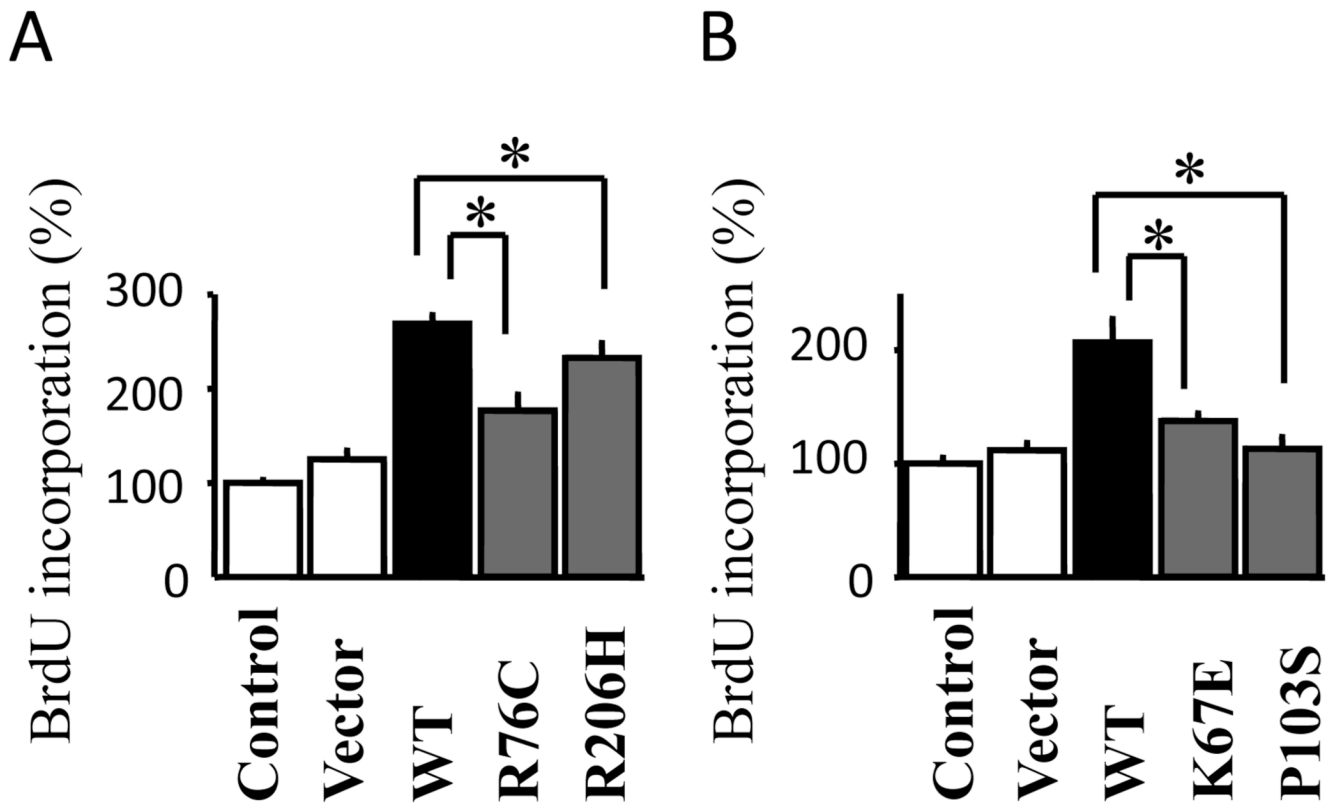 A
BrdU incorporation (%)
300
200
100
0
*
*
Control
Vector
WT
R76C
R206H
B
BrdU incorporation (%)
200
100
0
*
*
Control
Vector
WT
K67E
P103S